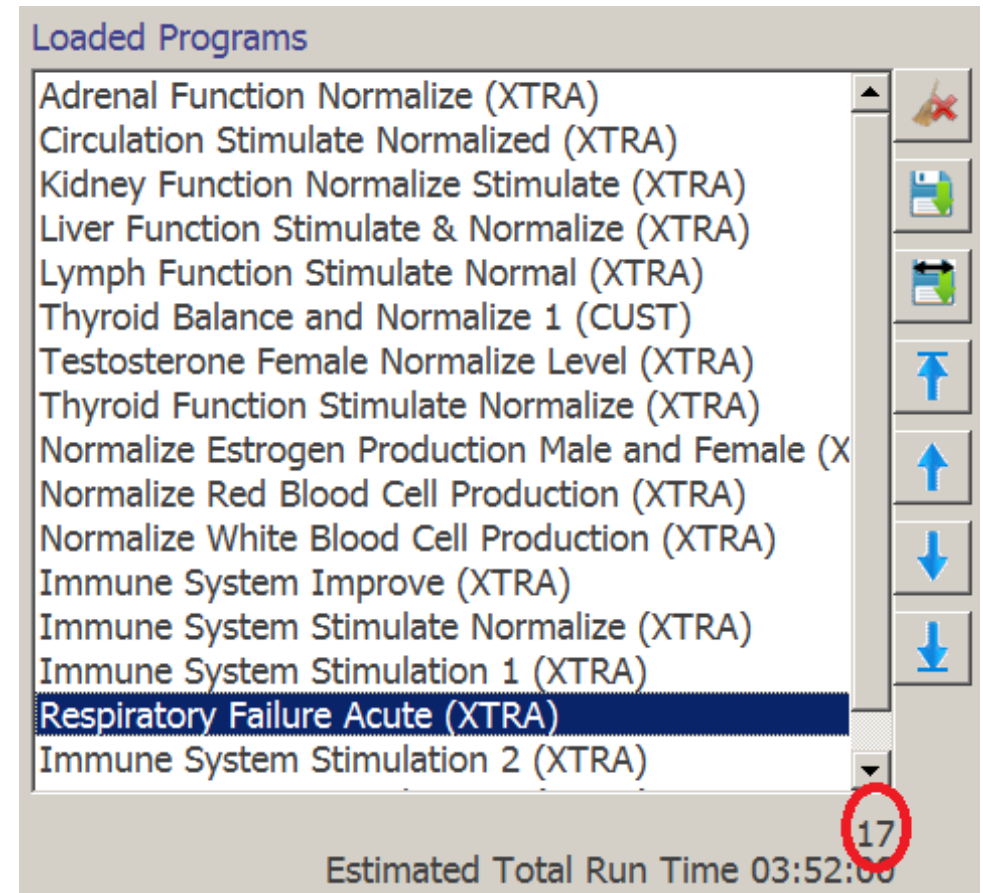 Loaded Programs
Adrenal Function Normalize (XTRA)
Circulation Stimulate Normalized (XTRA)
Kidney Function Normalize Stimulate (XTRA)
Liver Function Stimulate & Normalize (XTRA)
Lymph Function Stimulate Normal (XTRA)
Thyroid Balance and Normalize 1 (CUST)
Testosterone Female Normalize Level (XTRA)
Thyroid Function Stimulate Normalize (XTRA)
Normalize Estrogen Production Male and Female (X
Normalize Red Blood Cell Production (XTRA)
Normalize White Blood Cell Production (XTRA)
Immune System Improve (XTRA)
Immune System Stimulate Normalize (XTRA)
Immune System Stimulation 1 (XTRA)
Respiratory Failure Acute (XTRA)
Immune System Stimulation 2 (XTRA)
17
Estimated Total Run Time 03:52:00